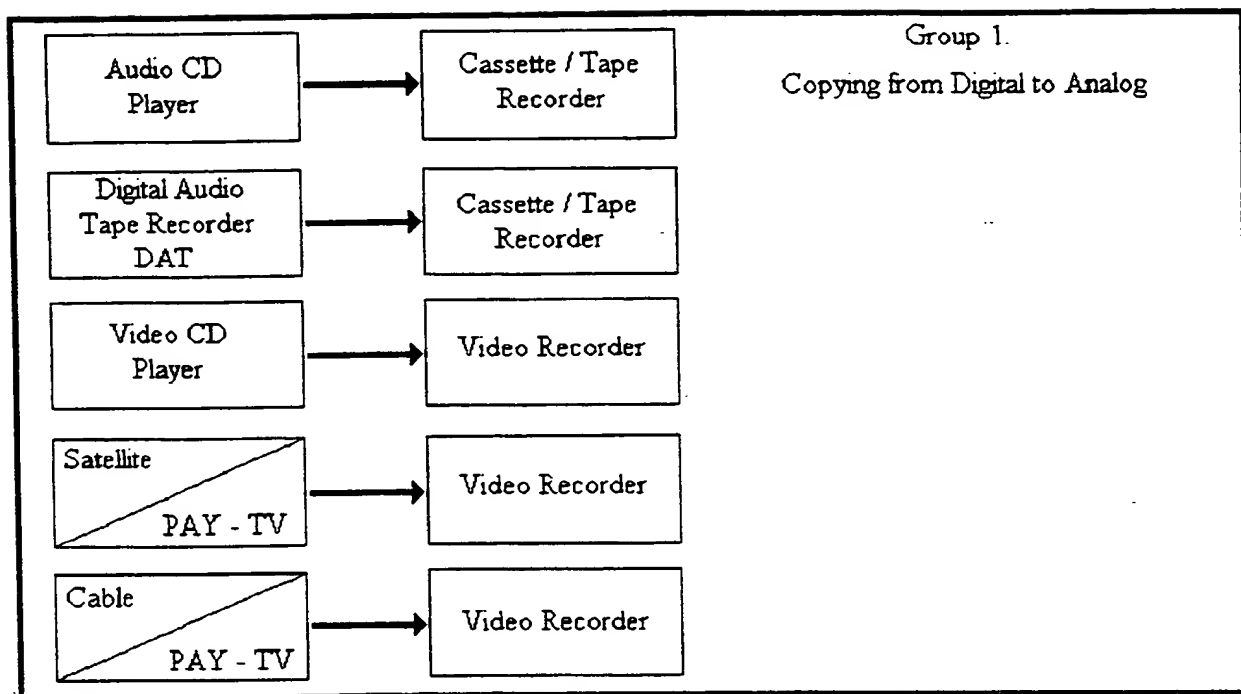 Group 1.
Copying from Digital to Analog
Audio CD
Player
Cassette / Tape
Recorder
Digital Audio
Tape Recorder
DAT
Cassette / Tape
Recorder
Video CD
Player
Video Recorder
Satellite
PAY - TV
Video Recorder
Cable
PAY - TV
Video Recorder